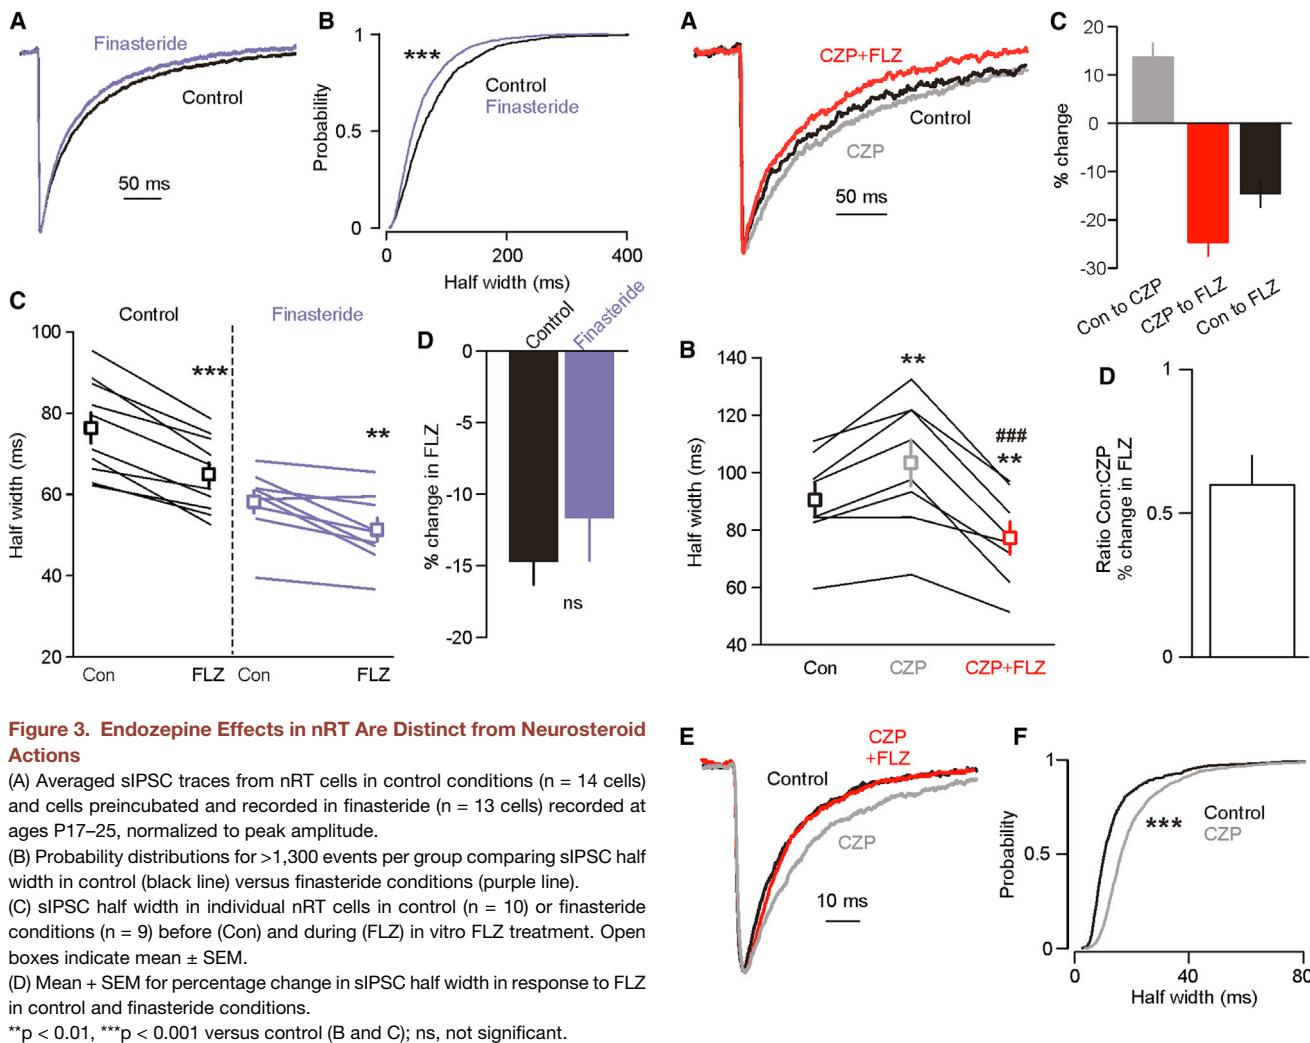 A
Finasteride
Control
50 ms
B
1
0.5
0
Probability
***
Control
Finasteride
0
200
400
Half width (ms)
C
Control
Finasteride
100
80
60
40
20
Half width (ms)
***
**
Con
FLZ
Con
FLZ
D
Control
Finasteride
0
-5
-10
-15
-20
% change in FLZ
ns
Figure 3. Endozepine Effects in nRT Are Distinct from Neurosteroid
Actions
(A) Averaged sIPSC traces from nRT cells in control conditions (n = 14 cells)
and cells preincubated and recorded in finasteride (n = 13 cells) recorded at
ages P17–25, normalized to peak amplitude.
(B) Probability distributions for >1,300 events per group comparing sIPSC half
width in control (black line) versus finasteride conditions (purple line).
(C) sIPSC half width in individual nRT cells in control (n = 10) or finasteride
conditions (n = 9) before (Con) and during (FLZ) in vitro FLZ treatment. Open
boxes indicate mean ± SEM.
(D) Mean + SEM for percentage change in sIPSC half width in response to FLZ
in control and finasteride conditions.
**p < 0.01, ***p < 0.001 versus control (B and C); ns, not significant.
A
CZP+FLZ
Control
CZP
50 ms
C
20
10
0
-10
-20
-30
% change
Con to CZP
CZP to FLZ
Con to FLZ
B
140
120
100
80
60
40
Half width (ms)
**
###
**
Con
CZP
CZP+FLZ
D
1
0.5
0
Ratio Con:CZP
% change in FLZ
E
CZP
+FLZ
Control
CZP
10 ms
F
1
0.5
0
Probability
Control
CZP
***
0
40
80
Half width (ms)